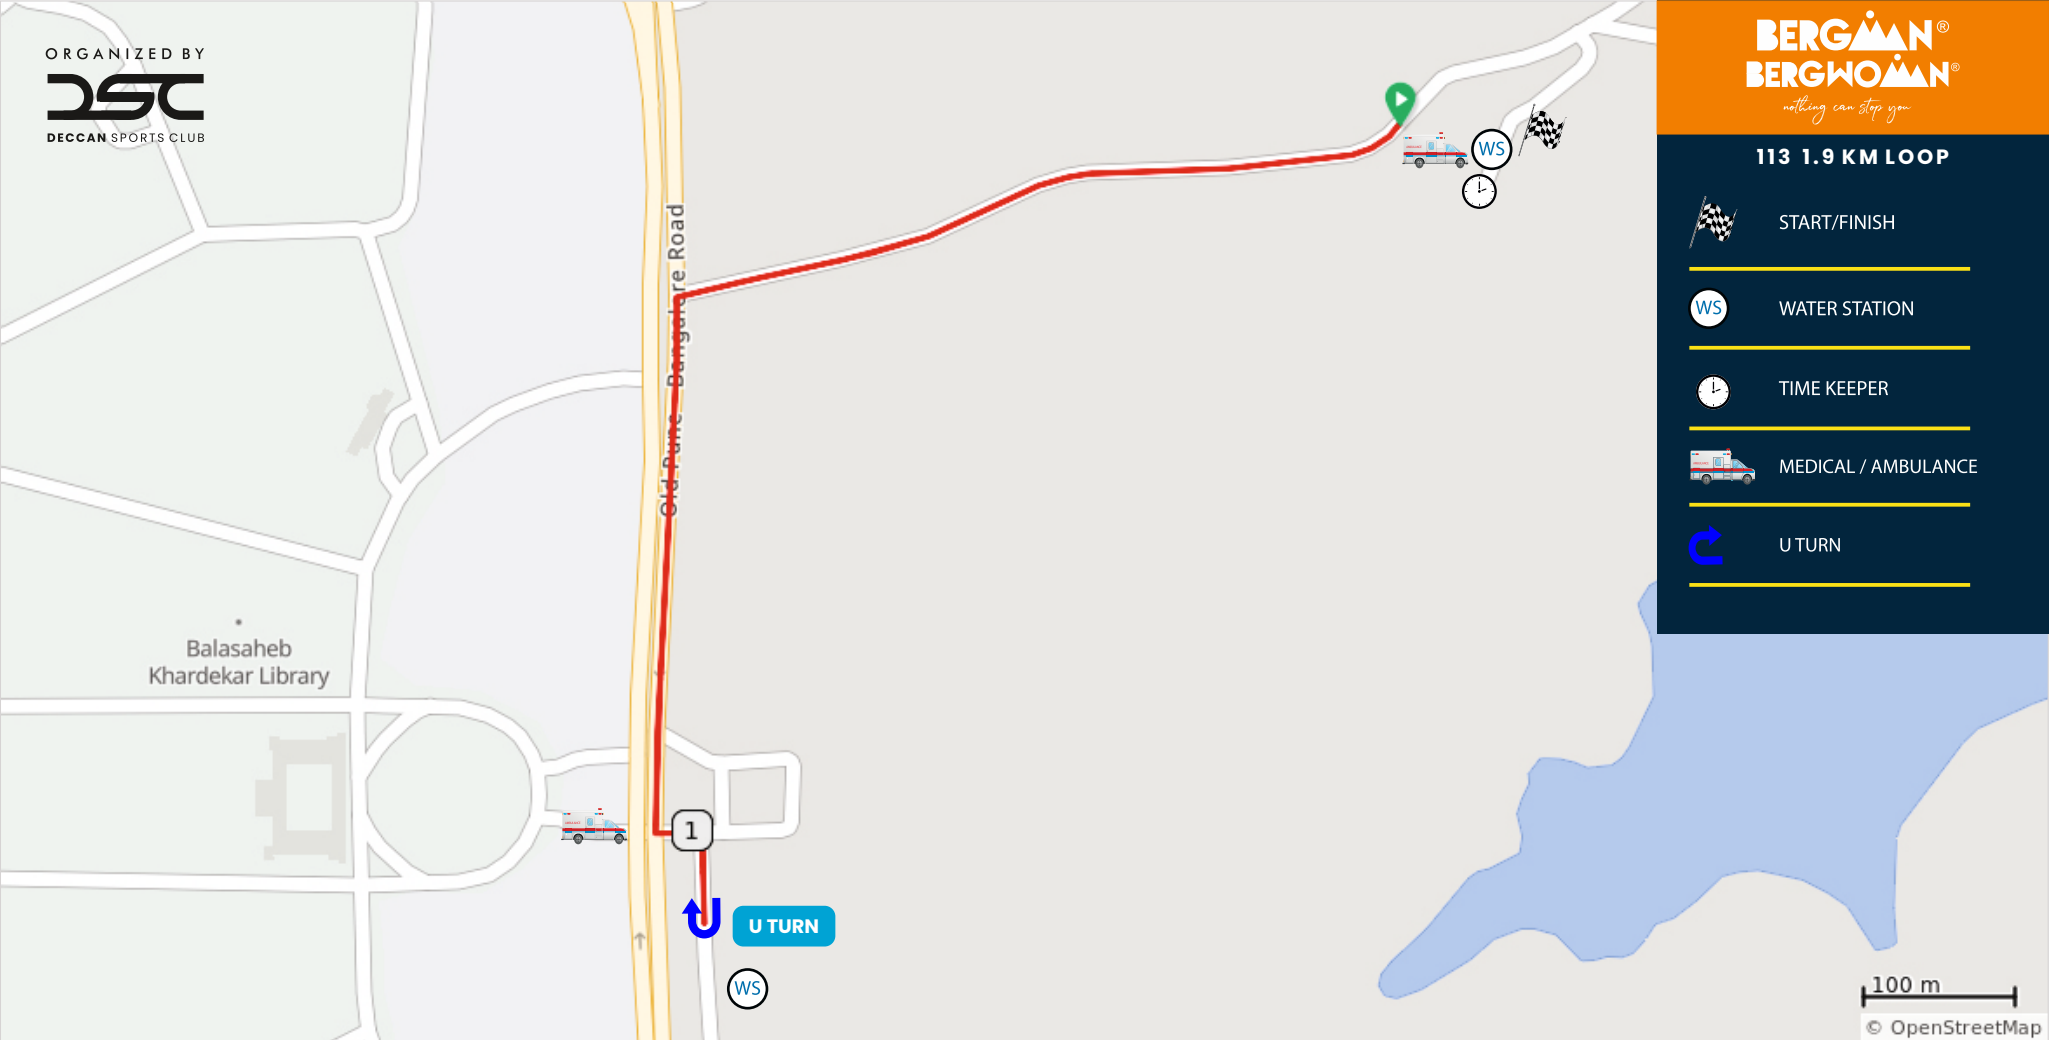 ORGANIZED BY
DSC
DECCAN SPORTS CLUB
BERGMAN®
BERGWOMAN®
nothing can stop you
113 1.9 KM LOOP
START/FINISH
WS WATER STATION
TIME KEEPER
MEDICAL / AMBULANCE
U TURN
WS
Old Pune - Bangalore Road
Balasaheb
Khardekar Library
1
U TURN
WS
100 m
© OpenStreetMap